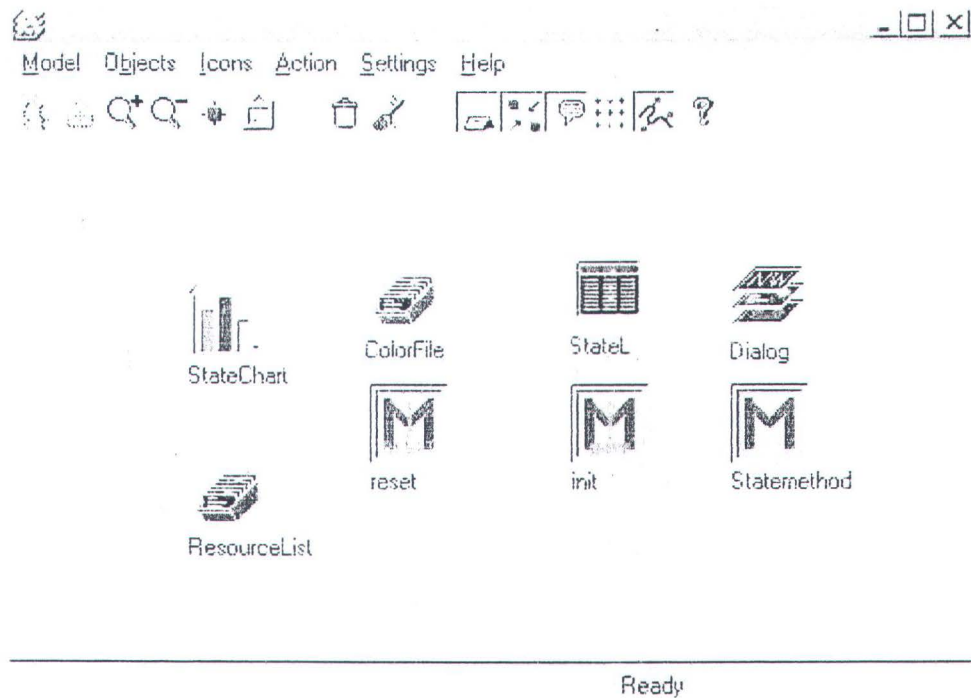 Model Objects Icons Action Settings Help
StateChart ColorFile StateL Dialog
reset init Statemethod
ResourceList
Ready